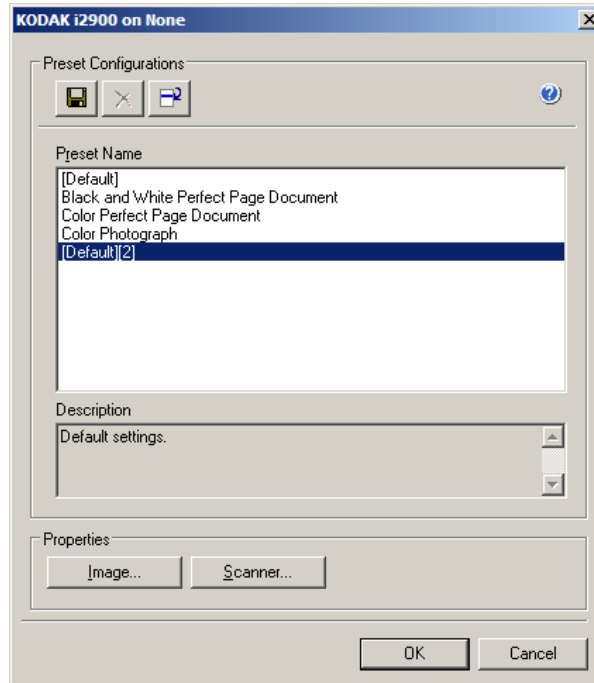 KODAK i2900 on None
Preset Configurations
Preset Name
[Default]
Black and White Perfect Page Document
Color Perfect Page Document
Color Photograph
[Default][2]
Description
Default settings.
Properties
Image...
Scanner...
OK
Cancel